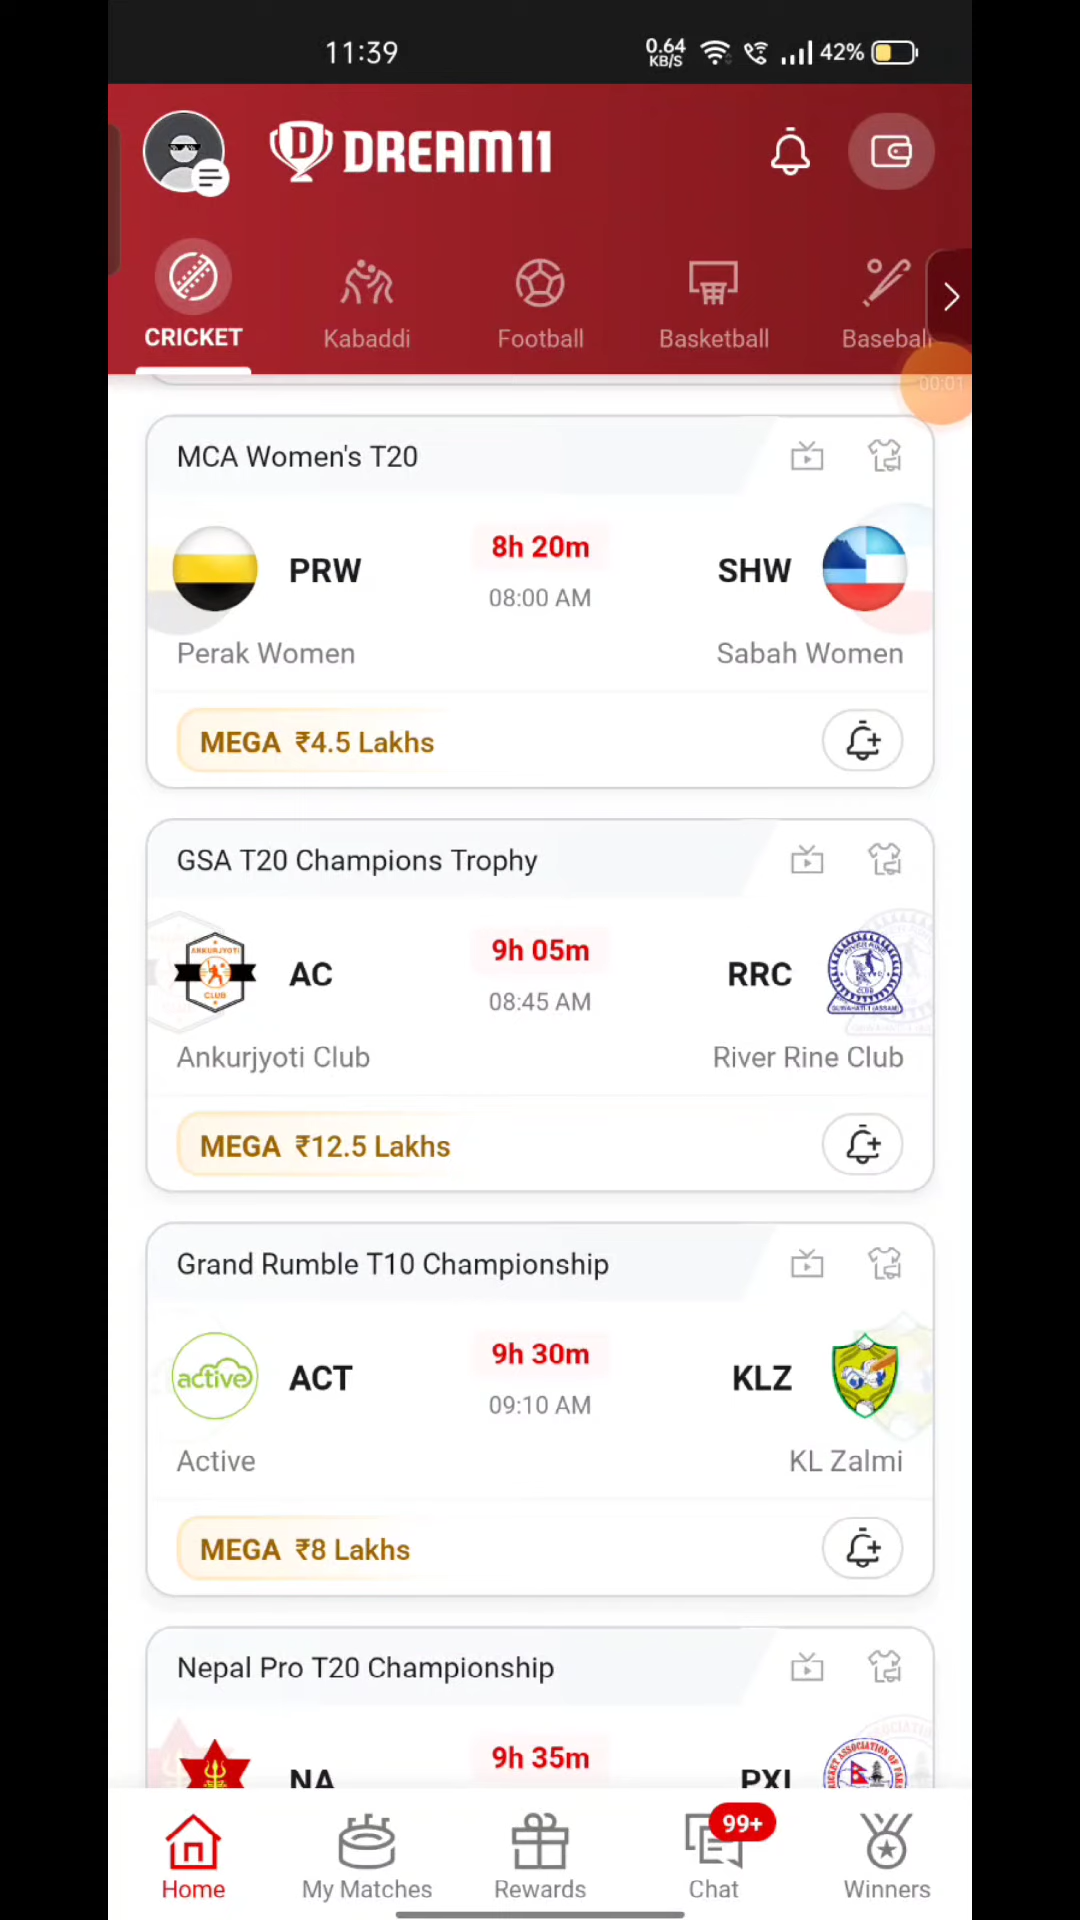 11:39 0.64 KB/S 42%
DREAM11
CRICKET Kabaddi Football Basketball Baseball
00:01
MCA Women's T20
PRW 8h 20m SHW
08:00 AM
Perak Women Sabah Women
MEGA ₹4.5 Lakhs
GSA T20 Champions Trophy
ANKURJYOTI
CLUB
AC 9h 05m RRC
08:45 AM
Ankurjyoti Club River Rine Club
MEGA ₹12.5 Lakhs
Grand Rumble T10 Championship
active ACT 9h 30m KLZ
09:10 AM
Active KL Zalmi
MEGA ₹8 Lakhs
Nepal Pro T20 Championship
NA 9h 35m PXI
99+
Home My Matches Rewards Chat Winners